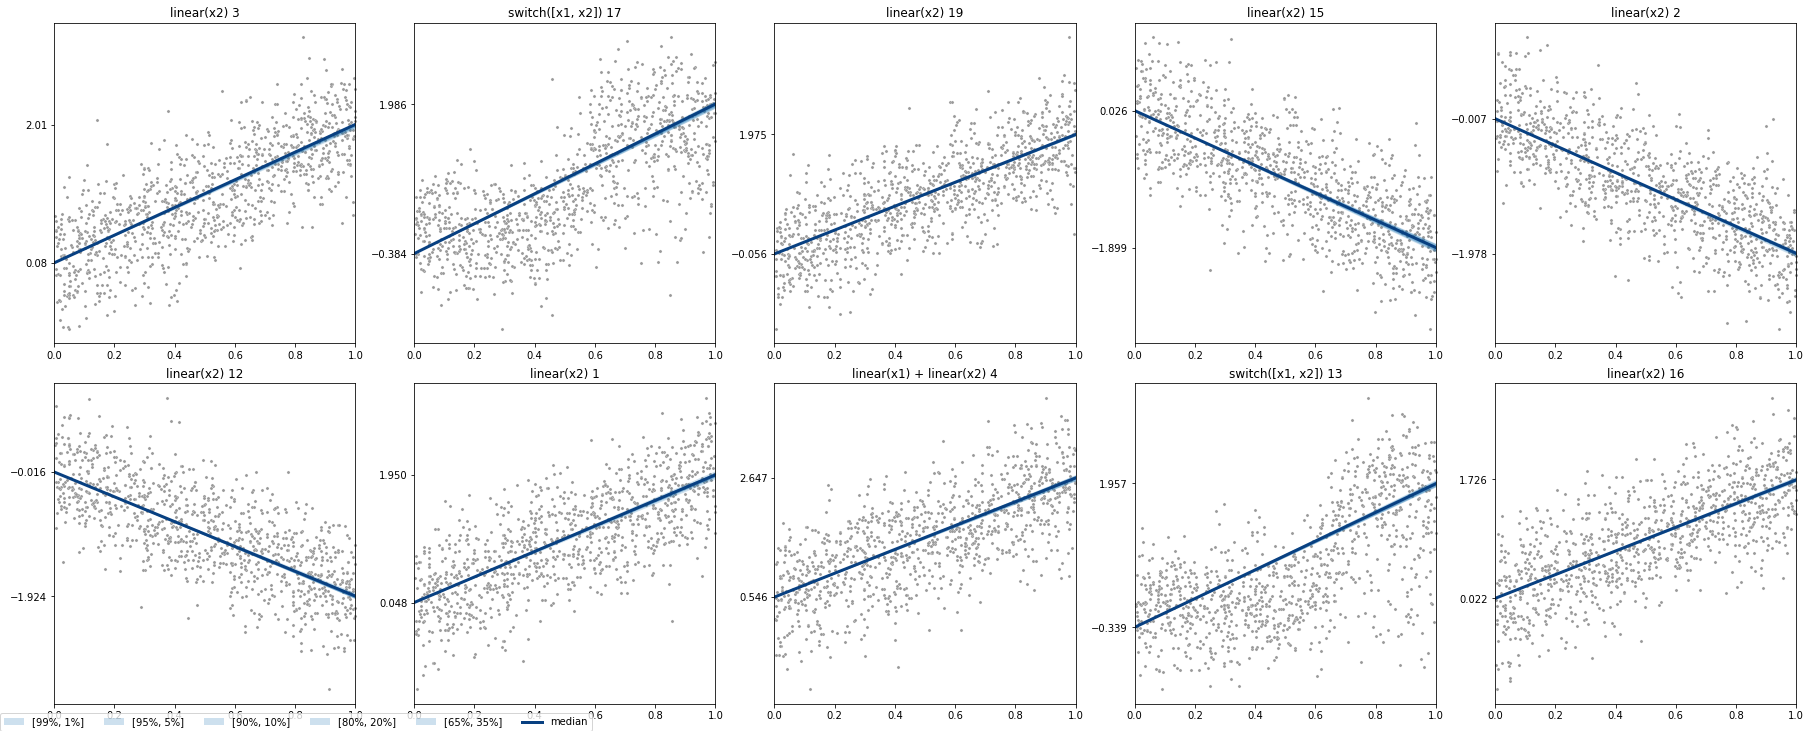 linear(x2) 3
switch([x1, x2]) 17
linear(x2) 19
linear(x2) 15
linear(x2) 2
2.01
0.08
0.0 0.2 0.4 0.6 0.8 1.0
1.986
−0.384
0.0 0.2 0.4 0.6 0.8 1.0
1.975
−0.056
0.0 0.2 0.4 0.6 0.8 1.0
0.026
−1.899
0.0 0.2 0.4 0.6 0.8 1.0
−0.007
−1.978
0.0 0.2 0.4 0.6 0.8 1.0
linear(x2) 12
linear(x2) 1
linear(x1) + linear(x2) 4
switch([x1, x2]) 13
linear(x2) 16
−0.016
−1.924
0.0 0.2 0.4 0.6 0.8 1.0
1.950
0.048
0.0 0.2 0.4 0.6 0.8 1.0
2.647
0.546
0.0 0.2 0.4 0.6 0.8 1.0
1.957
−0.339
0.0 0.2 0.4 0.6 0.8 1.0
1.726
0.022
0.0 0.2 0.4 0.6 0.8 1.0
[99%, 1%] [95%, 5%] [90%, 10%] [80%, 20%] [65%, 35%] median